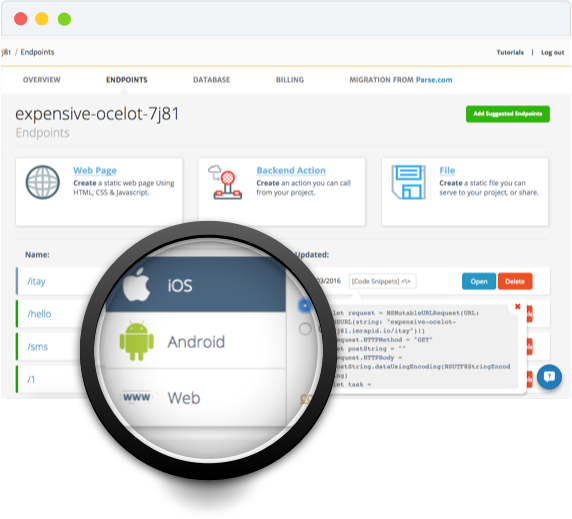 7j81 / Endpoints
Tutorials | Log out
OVERVIEW ENDPOINTS DATABASE BILLING MIGRATION FROM Parse.com
expensive-ocelot-7j81
Endpoints
Add Suggested Endpoints
Web Page
Create a static web page Using
HTML, CSS & Javascript.
Backend Action
Create an action you can call
from your project.
File
Create a static file you can
serve to your project, or share.
Name:
Updated:
/itay
03/2016 [Code Snippets] <\> Open Delete
/hello
/sms
/1
iOS
Android
WWW Web
let request = NSMutableURLRequest(URL:
NSURL(string: "expensive-ocelot-
7j81.imrapid.io/itay")!)
request.HTTPMethod = "GET"
let postString = ""
request.HTTPBody =
postString.dataUsingEncoding(NSUTF8StringEncod
ing)
let task =